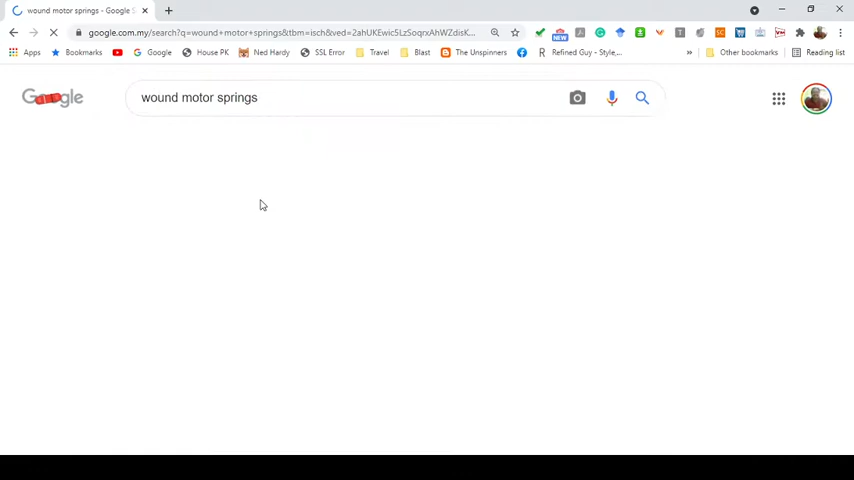 wound motor springs - Google S
google.com.my/search?q=wound+motor+springs&tbm=isch&ved=2ahUKEwic5LzSoqrxAhWZdisK...
Apps Bookmarks Google House PK Ned Hardy SSL Error Travel Blast The Unspinners Refined Guy – Style,... » Other bookmarks Reading list
Google wound motor springs
NEW